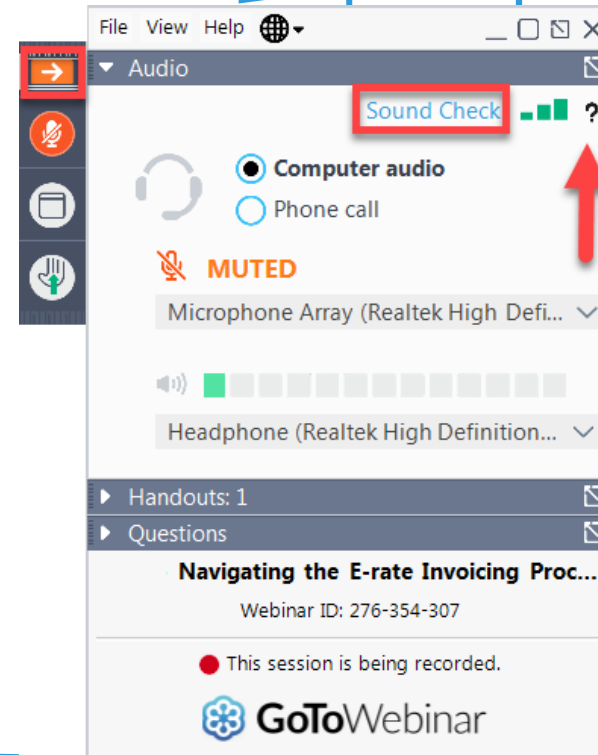 File View Help
Audio
Sound Check ?
Computer audio
Phone call
MUTED
Microphone Array (Realtek High Defi...
Headphone (Realtek High Definition...
Handouts: 1
Questions
Navigating the E-rate Invoicing Proc...
Webinar ID: 276-354-307
This session is being recorded.
GoToWebinar